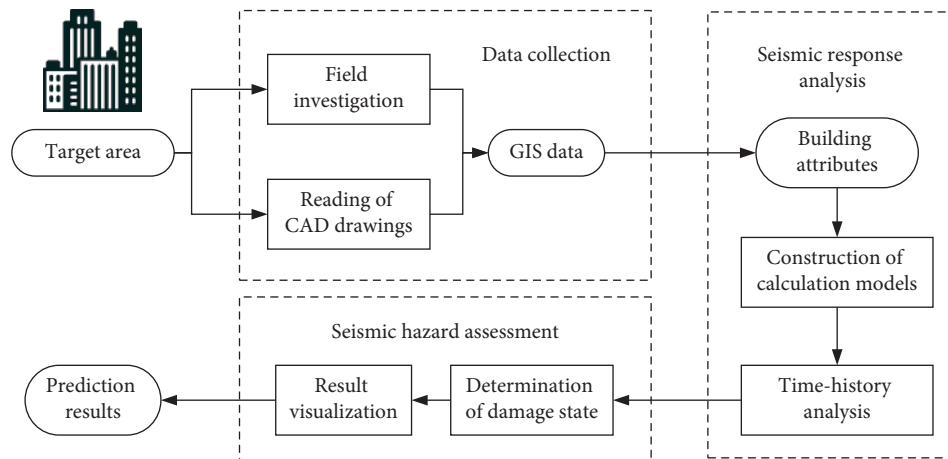 Target area
Data collection
Field
investigation
Reading of
CAD drawings
GIS data
Seismic response
analysis
Building
attributes
Construction of
calculation models
Time-history
analysis
Seismic hazard assessment
Determination
of damage state
Result
visualization
Prediction
results